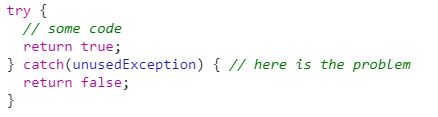 try {
  // some code
  return true;
} catch(unusedException) { // here is the problem
  return false;
}